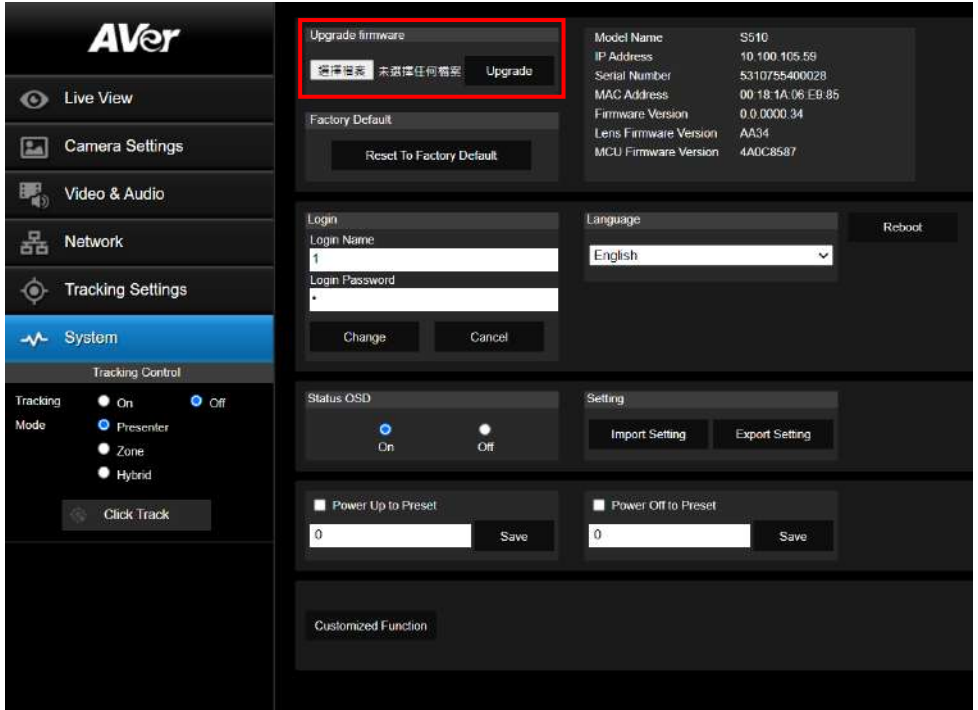 AVer
Live View
Camera Settings
Video & Audio
Network
Tracking Settings
System
Tracking Control
Tracking On Off
Mode Presenter
Zone
Hybrid
Click Track
Upgrade firmware
選擇檔案 未選擇任何檔案 Upgrade
Factory Default
Reset To Factory Default
Model Name S510
IP Address 10.100.105.59
Serial Number 5310755400028
MAC Address 00:18:1A:06:E9:85
Firmware Version 0.0.0000.34
Lens Firmware Version AA34
MCU Firmware Version 4A0C8587
Login
Login Name
1
Login Password
•
Change Cancel
Language
English
Reboot
Status OSD
On Off
Setting
Import Setting Export Setting
Power Up to Preset
0 Save
Power Off to Preset
0 Save
Customized Function